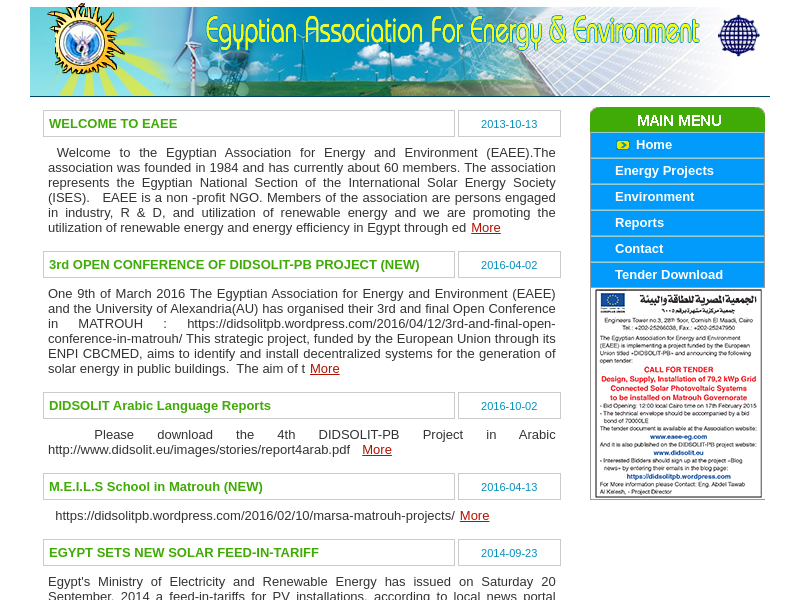 Egyptian Association For Energy & Environment
WELCOME TO EAEE
2013-10-13
Welcome to the Egyptian Association for Energy and Environment (EAEE).The
association was founded in 1984 and has currently about 60 members. The association
represents the Egyptian National Section of the International Solar Energy Society
(ISES). EAEE is a non -profit NGO. Members of the association are persons engaged
in industry, R & D, and utilization of renewable energy and we are promoting the
utilization of renewable energy and energy efficiency in Egypt through ed More
3rd OPEN CONFERENCE OF DIDSOLIT-PB PROJECT (NEW)
2016-04-02
One 9th of March 2016 The Egyptian Association for Energy and Environment (EAEE)
and the University of Alexandria(AU) has organised their 3rd and final Open Conference
in MATROUH : https://didsolitpb.wordpress.com/2016/04/12/3rd-and-final-open-
conference-in-matrouh/ This strategic project, funded by the European Union through its
ENPI CBCMED, aims to identify and install decentralized systems for the generation of
solar energy in public buildings. The aim of t More
DIDSOLIT Arabic Language Reports
2016-10-02
Please download the 4th DIDSOLIT-PB Project in Arabic
http://www.didsolit.eu/images/stories/report4arab.pdf More
M.E.I.L.S School in Matrouh (NEW)
2016-04-13
https://didsolitpb.wordpress.com/2016/02/10/marsa-matrouh-projects/ More
EGYPT SETS NEW SOLAR FEED-IN-TARIFF
2014-09-23
Egypt's Ministry of Electricity and Renewable Energy has issued on Saturday 20
September, 2014 a feed-in-tariffs for PV installations, according to local news portal
MAIN MENU
Home
Energy Projects
Environment
Reports
Contact
Tender Download
الجمعية المصرية للطاقة والبيئة
جمعية مركزية مشهرة برقم ٦٠٠٥
Engineers Tower no.3, 28th floor, Cornish El Maadi, Cairo
Tel.: +202-25266038, Fax.: +202-25247950
The Egyptian Association for Energy and Environment
(EAEE) is implementing a project funded by the European
Union titled «DIDSOLIT-PB» and announcing the following
open tender:
CALL FOR TENDER
Design, Supply, Installation of 79,2 kWp Grid
Connected Solar Photovoltaic Systems
to be installed on Matrouh Governorate
- Bid Opening: 12:00 local Cairo time on 17th February 2015
- The technical envelope should be accompanied by a bid
bond of 70000LE
The tender document is available at the Association website:
www.eaee-eg.com
And it is also published on the DIDSOLIT-PB project website:
www.didsolit.eu
- Interested Bidders should sign up at the project «Blog
news» by entering their emails in the blog page:
https://didsolitpb.wordpress.com
For More information please Contact: Eng. Abdel Tawab
Al Kelesh, - Project Director